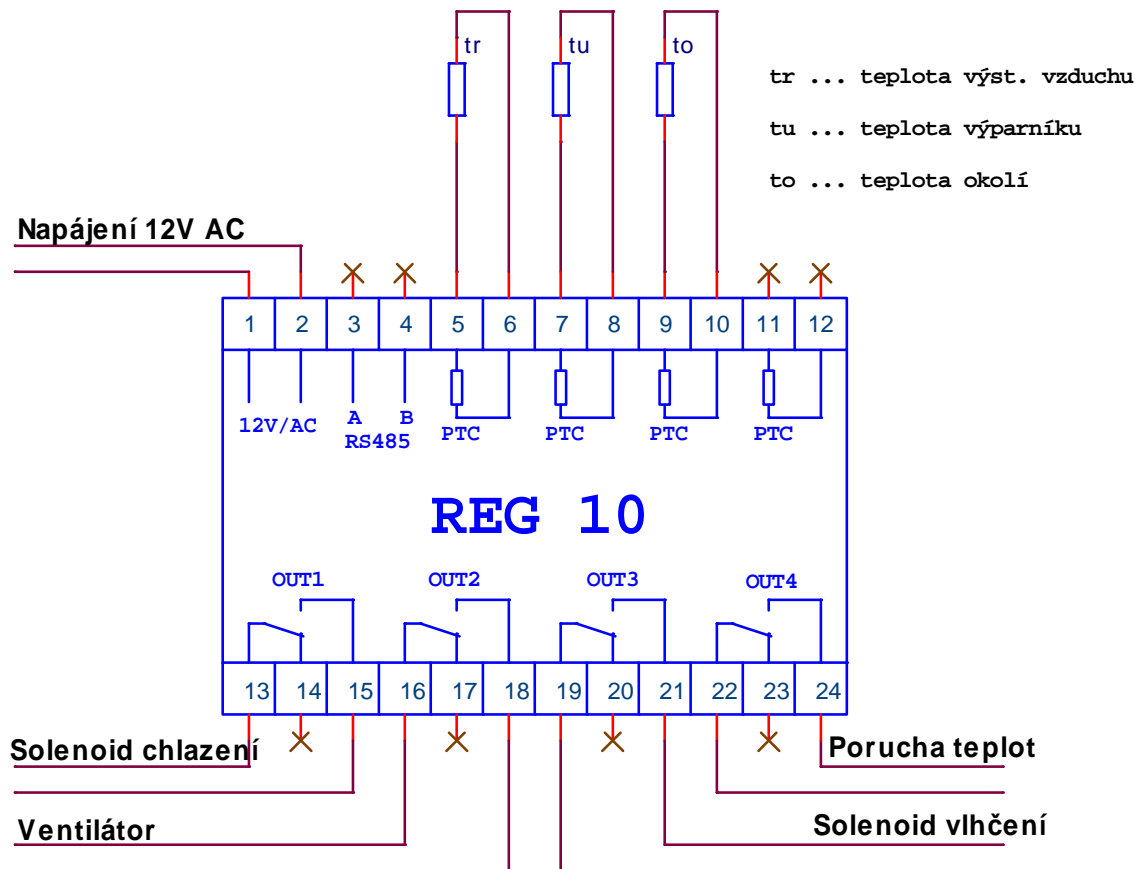 tr tu to
tr ... teplota výst. vzduchu
tu ... teplota výparníku
to ... teplota okolí
Napájení 12V AC
1 2 3 4 5 6 7 8 9 10 11 12
12V/AC A B PTC PTC PTC PTC
RS485
REG 10
OUT1 OUT2 OUT3 OUT4
13 14 15 16 17 18 19 20 21 22 23 24
Solenoid chlazení
Porucha teplot
Ventilátor
Solenoid vlhčení